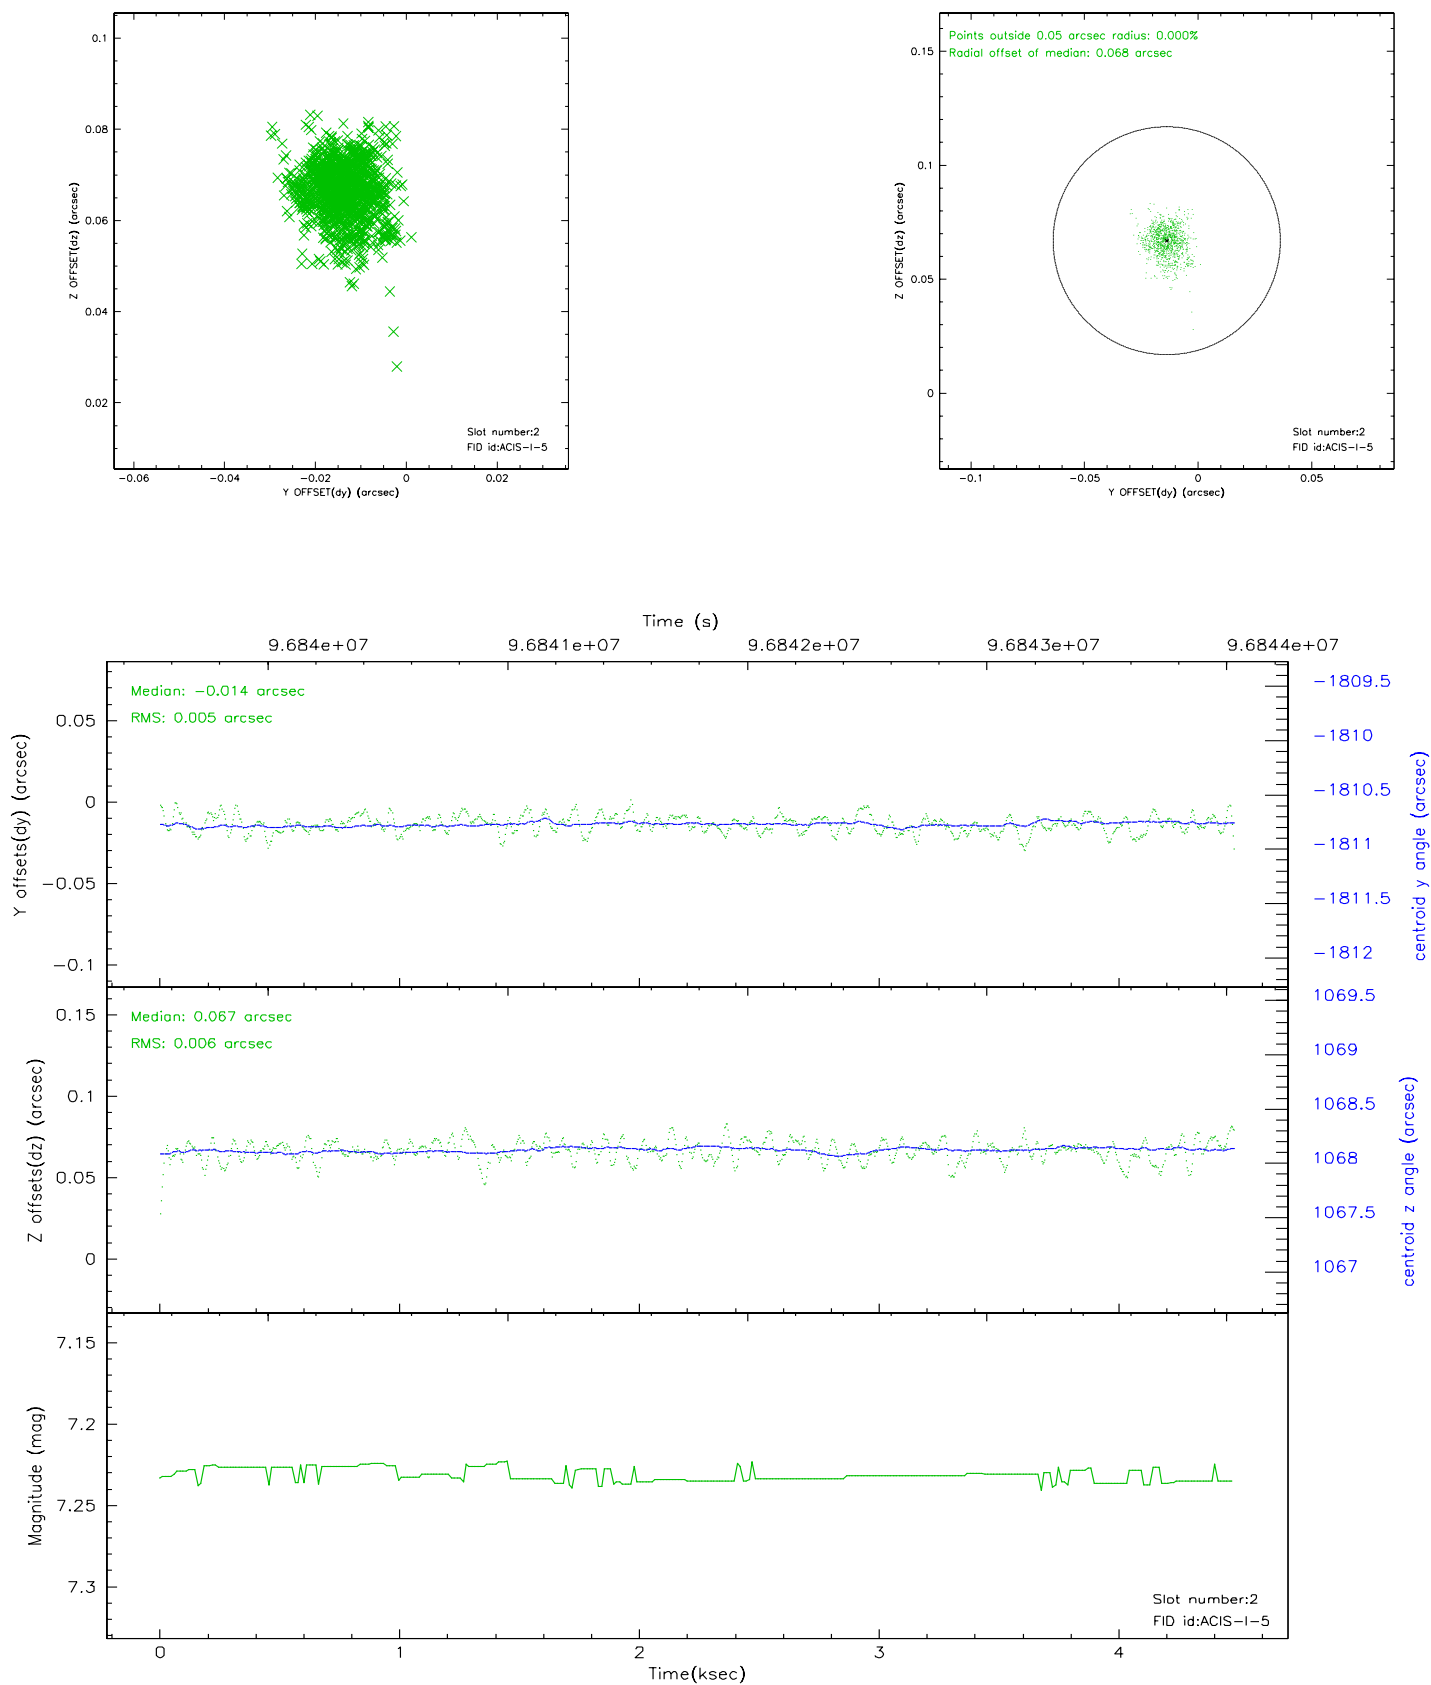 0.1
0.08
0.06
0.04
0.02
Z OFFSET(dz) (arcsec)
Slot number:2
FID id:ACIS-I-5
-0.06
-0.04
-0.02
0
0.02
Y OFFSET(dy) (arcsec)
Points outside 0.05 arcsec radius: 0.000%
Radial offset of median: 0.068 arcsec
0.15
0.1
0.05
0
Z OFFSET(dz) (arcsec)
Slot number:2
FID id:ACIS-I-5
-0.1
-0.05
0
0.05
Y OFFSET(dy) (arcsec)
Time (s)
9.684e+07
9.6841e+07
9.6842e+07
9.6843e+07
9.6844e+07
Median: -0.014 arcsec
RMS: 0.005 arcsec
0.05
0
-0.05
-0.1
Y offsets(dy) (arcsec)
-1809.5
-1810
-1810.5
-1811
-1811.5
-1812
centroid y angle (arcsec)
Median: 0.067 arcsec
RMS: 0.006 arcsec
0.15
0.1
0.05
0
Z offsets(dz) (arcsec)
1069.5
1069
1068.5
1068
1067.5
1067
centroid z angle (arcsec)
7.15
7.2
7.25
7.3
Magnitude (mag)
Slot number:2
FID id:ACIS-I-5
0
1
2
3
4
Time(ksec)